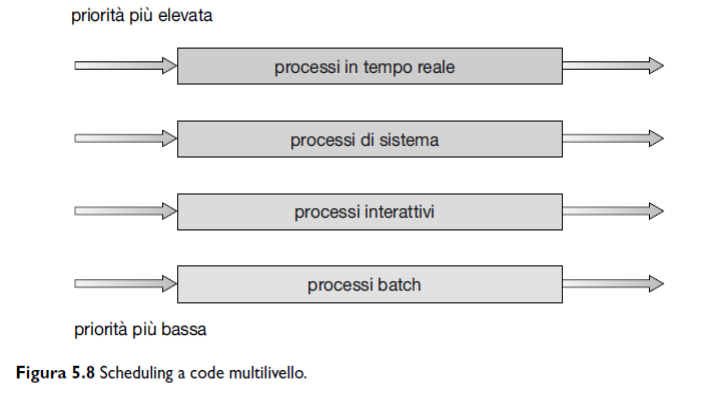 priorità più elevata
processi in tempo reale
processi di sistema
processi interattivi
processi batch
priorità più bassa
Figura 5.8 Scheduling a code multilivello.